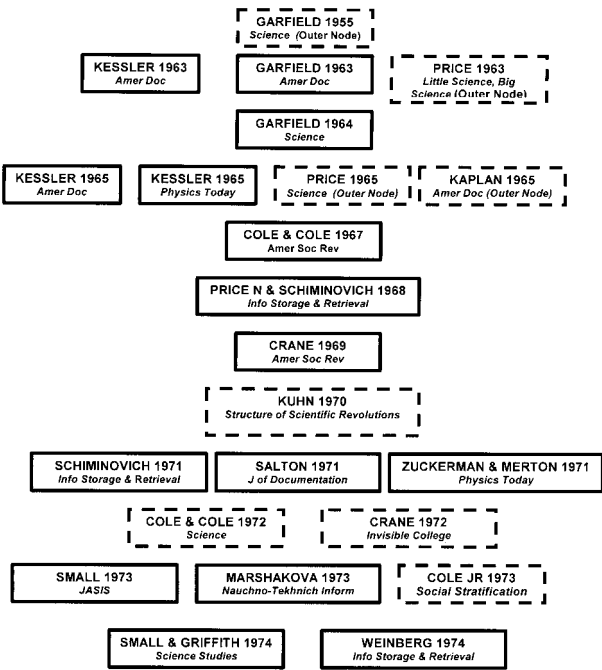 GARFIELD 1955
Science (Outer Node)
KESSLER 1963
Amer Doc
GARFIELD 1963
Amer Doc
PRICE 1963
Little Science, Big
Science (Outer Node)
GARFIELD 1964
Science
KESSLER 1965
Amer Doc
KESSLER 1965
Physics Today
PRICE 1965
Science (Outer Node)
KAPLAN 1965
Amer Doc (Outer Node)
COLE & COLE 1967
Amer Soc Rev
PRICE N & SCHIMINOVICH 1968
Info Storage & Retrieval
CRANE 1969
Amer Soc Rev
KUHN 1970
Structure of Scientific Revolutions
SCHIMINOVICH 1971
Info Storage & Retrieval
SALTON 1971
J of Documentation
ZUCKERMAN & MERTON 1971
Physics Today
COLE & COLE 1972
Science
CRANE 1972
Invisible College
SMALL 1973
JASIS
MARSHAKOVA 1973
Nauchno-Tekhnich Inform
COLE JR 1973
Social Stratification
SMALL & GRIFFITH 1974
Science Studies
WEINBERG 1974
Info Storage & Retrieval